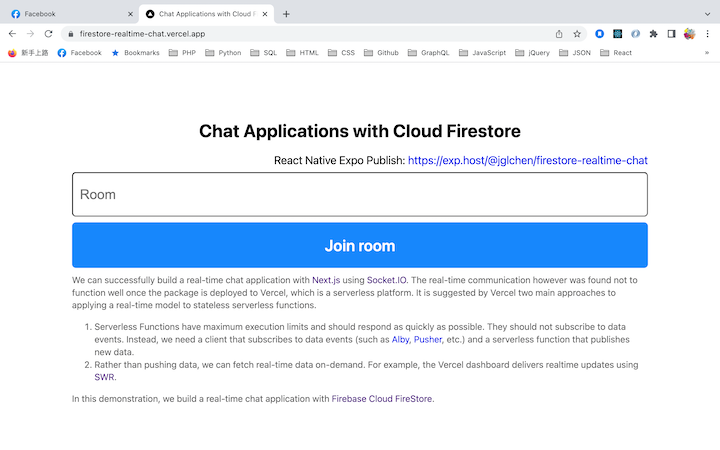 Facebook
Chat Applications with Cloud F
firestore-realtime-chat.vercel.app
新手上路 Facebook Bookmarks PHP Python SQL HTML CSS Github GraphQL JavaScript jQuery JSON React »
Chat Applications with Cloud Firestore
React Native Expo Publish: https://exp.host/@jglchen/firestore-realtime-chat
Room
Join room
We can successfully build a real-time chat application with Next.js using Socket.IO. The real-time communication however was found not to
function well once the package is deployed to Vercel, which is a serverless platform. It is suggested by Vercel two main approaches to
applying a real-time model to stateless serverless functions.
1. Serverless Functions have maximum execution limits and should respond as quickly as possible. They should not subscribe to data
events. Instead, we need a client that subscribes to data events (such as Alby, Pusher, etc.) and a serverless function that publishes
new data.
2. Rather than pushing data, we can fetch real-time data on-demand. For example, the Vercel dashboard delivers realtime updates using
SWR.
In this demonstration, we build a real-time chat application with Firebase Cloud FireStore.